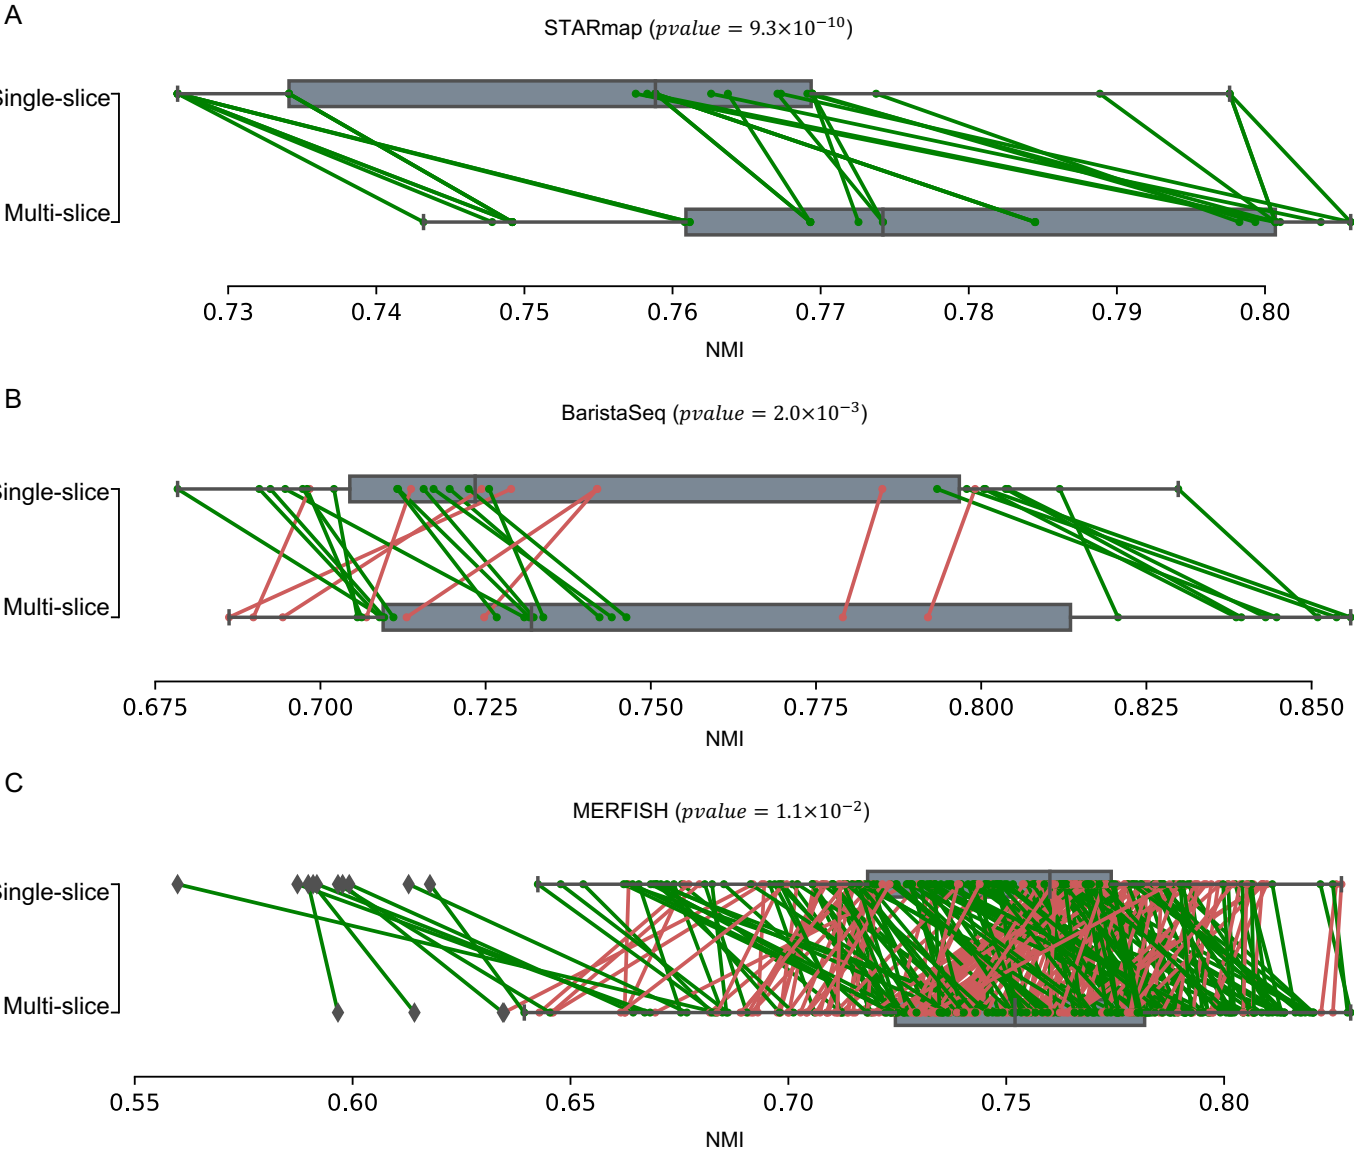 A
STARmap (pvalue = 9.3×10⁻¹⁰)
Single-slice
Multi-slice
0.73 0.74 0.75 0.76 0.77 0.78 0.79 0.80
NMI
B
BaristaSeq (pvalue = 2.0×10⁻³)
Single-slice
Multi-slice
0.675 0.700 0.725 0.750 0.775 0.800 0.825 0.850
NMI
C
MERFISH (pvalue = 1.1×10⁻²)
Single-slice
Multi-slice
0.55 0.60 0.65 0.70 0.75 0.80
NMI